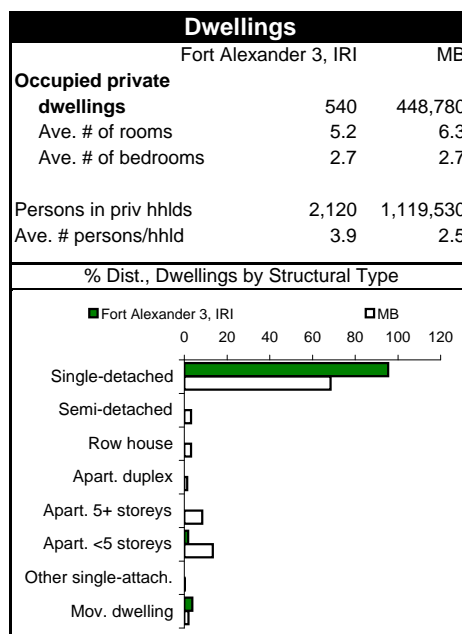 Dwellings
Fort Alexander 3, IRI MB
Occupied private
dwellings 540 448,780
Ave. # of rooms 5.2 6.3
Ave. # of bedrooms 2.7 2.7
Persons in priv hhlds 2,120 1,119,530
Ave. # persons/hhld 3.9 2.5
% Dist., Dwellings by Structural Type
Fort Alexander 3, IRI MB
0 20 40 60 80 100 120
Single-detached
Semi-detached
Row house
Apart. duplex
Apart. 5+ storeys
Apart. <5 storeys
Other single-attach.
Mov. dwelling